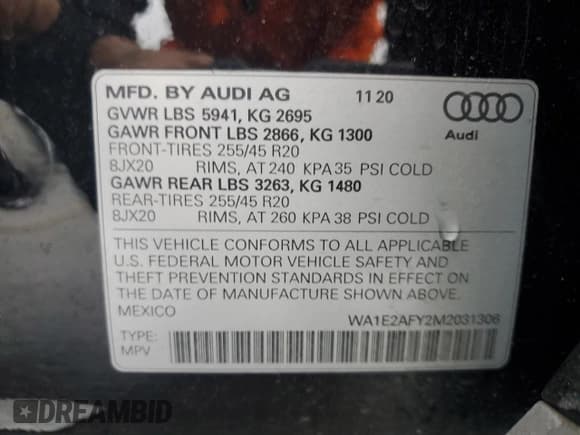 MFD. BY AUDI AG 11 20
GVWR LBS 5941, KG 2695
GAWR FRONT LBS 2866, KG 1300
FRONT-TIRES 255/45 R20
8JX20 RIMS, AT 240 KPA 35 PSI COLD
GAWR REAR LBS 3263, KG 1480
REAR-TIRES 255/45 R20
8JX20 RIMS, AT 260 KPA 38 PSI COLD
Audi
THIS VEHICLE CONFORMS TO ALL APPLICABLE
U.S. FEDERAL MOTOR VEHICLE SAFETY AND
THEFT PREVENTION STANDARDS IN EFFECT ON
THE DATE OF MANUFACTURE SHOWN ABOVE.
MEXICO WA1E2AFY2M2031306
TYPE:
MPV
DREAMBID